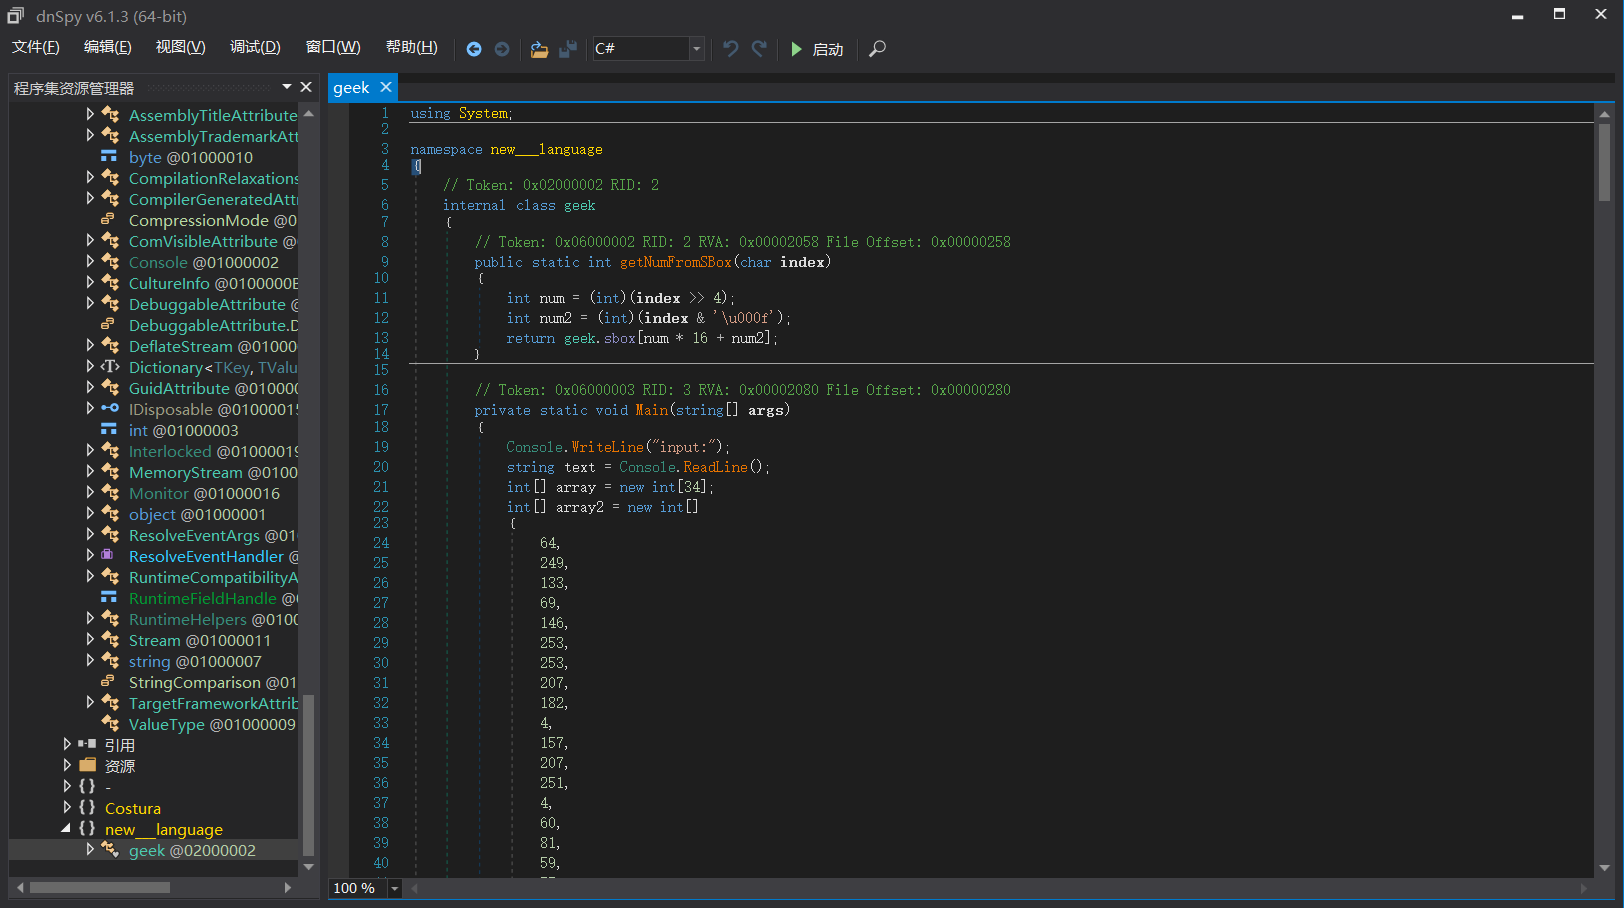 dnSpy v6.1.3 (64-bit)
文件(F) 编辑(E) 视图(V) 调试(D) 窗口(W) 帮助(H) C# 启动
程序集资源管理器
AssemblyTitleAttribute
AssemblyTrademarkAtt
byte @01000010
CompilationRelaxations
CompilerGeneratedAttr
CompressionMode @0
ComVisibleAttribute @
Console @01000002
CultureInfo @0100000E
DebuggableAttribute @
DebuggableAttribute.D
DeflateStream @01000
Dictionary<TKey, TValu
GuidAttribute @010000
IDisposable @01000015
int @01000003
Interlocked @01000019
MemoryStream @0100
Monitor @01000016
object @01000001
ResolveEventArgs @01
ResolveEventHandler @
RuntimeCompatibilityA
RuntimeFieldHandle @
RuntimeHelpers @0100
Stream @01000011
string @01000007
StringComparison @01
TargetFrameworkAttrib
ValueType @01000009
引用
资源
{ } -
{ } Costura
{ } new___language
geek @02000002
geek
1 using System;
2
3 namespace new___language
4 {
5 // Token: 0x02000002 RID: 2
6 internal class geek
7 {
8 // Token: 0x06000002 RID: 2 RVA: 0x00002058 File Offset: 0x00000258
9 public static int getNumFromSBox(char index)
10 {
11 int num = (int)(index >> 4);
12 int num2 = (int)(index & '\u000f');
13 return geek.sbox[num * 16 + num2];
14 }
15
16 // Token: 0x06000003 RID: 3 RVA: 0x00002080 File Offset: 0x00000280
17 private static void Main(string[] args)
18 {
19 Console.WriteLine("input:");
20 string text = Console.ReadLine();
21 int[] array = new int[34];
22 int[] array2 = new int[]
23 {
24 64,
25 249,
26 133,
27 69,
28 146,
29 253,
30 253,
31 207,
32 182,
33 4,
34 157,
35 207,
36 251,
37 4,
38 60,
39 81,
40 59,
100 %